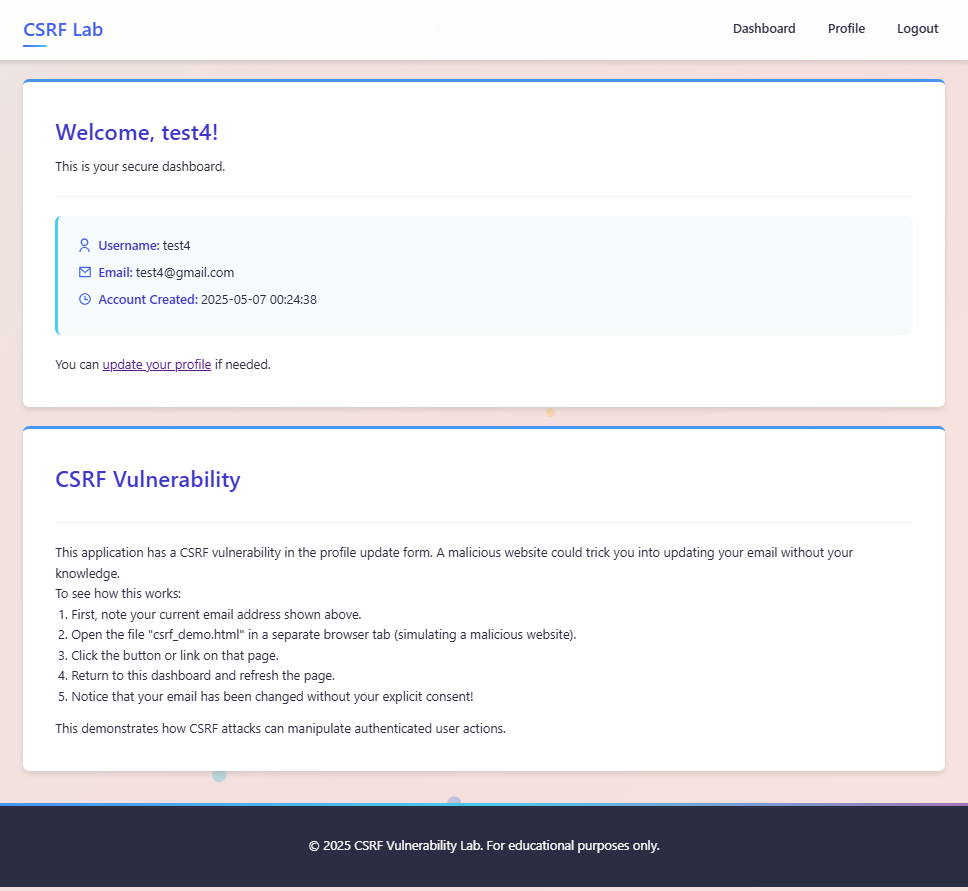 CSRF Lab
Dashboard
Profile
Logout
Welcome, test4!
This is your secure dashboard.
Username: test4
Email: test4@gmail.com
Account Created: 2025-05-07 00:24:38
You can update your profile if needed.
CSRF Vulnerability
This application has a CSRF vulnerability in the profile update form. A malicious website could trick you into updating your email without your
knowledge.
To see how this works:
1. First, note your current email address shown above.
2. Open the file "csrf_demo.html" in a separate browser tab (simulating a malicious website).
3. Click the button or link on that page.
4. Return to this dashboard and refresh the page.
5. Notice that your email has been changed without your explicit consent!
This demonstrates how CSRF attacks can manipulate authenticated user actions.
© 2025 CSRF Vulnerability Lab. For educational purposes only.